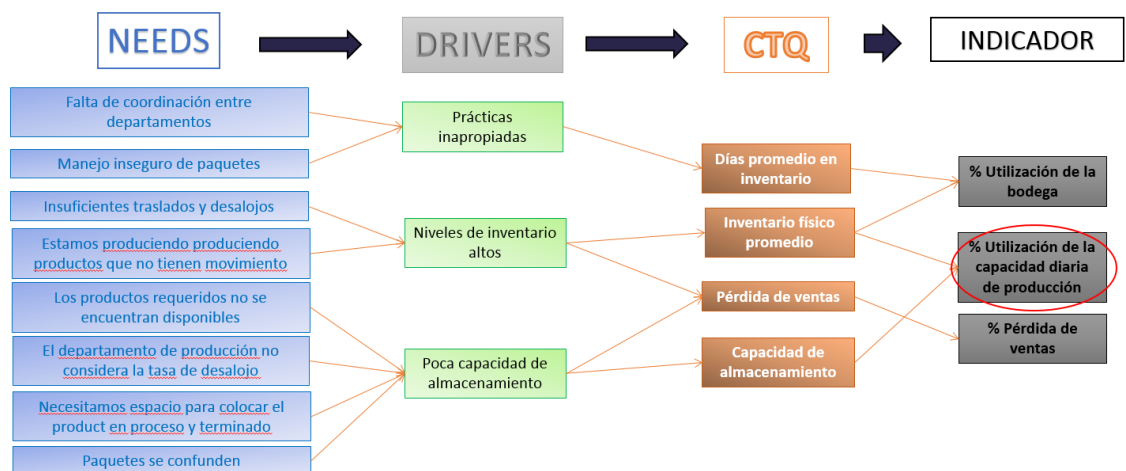 NEEDS
DRIVERS
CTQ
INDICADOR
Falta de coordinación entre
departamentos
Manejo inseguro de paquetes
Insuficientes traslados y desalojos
Estamos produciendo produciendo
productos que no tienen movimiento
Los productos requeridos no se
encuentran disponibles
El departamento de producción no
considera la tasa de desalojo
Necesitamos espacio para colocar el
product en proceso y terminado
Paquetes se confunden
Prácticas
inapropiadas
Niveles de inventario
altos
Poca capacidad de
almacenamiento
Días promedio en
inventario
Inventario físico
promedio
Pérdida de ventas
Capacidad de
almacenamiento
% Utilización de la
bodega
% Utilización de la
capacidad diaria
de producción
% Pérdida de
ventas